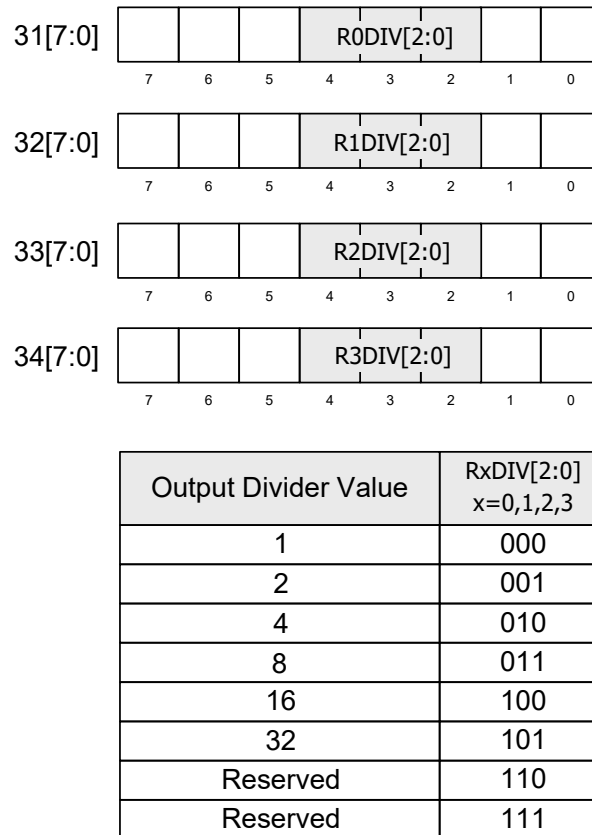 31[7:0] R0DIV[2:0]
7 6 5 4 3 2 1 0
32[7:0] R1DIV[2:0]
7 6 5 4 3 2 1 0
33[7:0] R2DIV[2:0]
7 6 5 4 3 2 1 0
34[7:0] R3DIV[2:0]
7 6 5 4 3 2 1 0
Output Divider Value RxDIV[2:0]
x=0,1,2,3
1 000
2 001
4 010
8 011
16 100
32 101
Reserved 110
Reserved 111